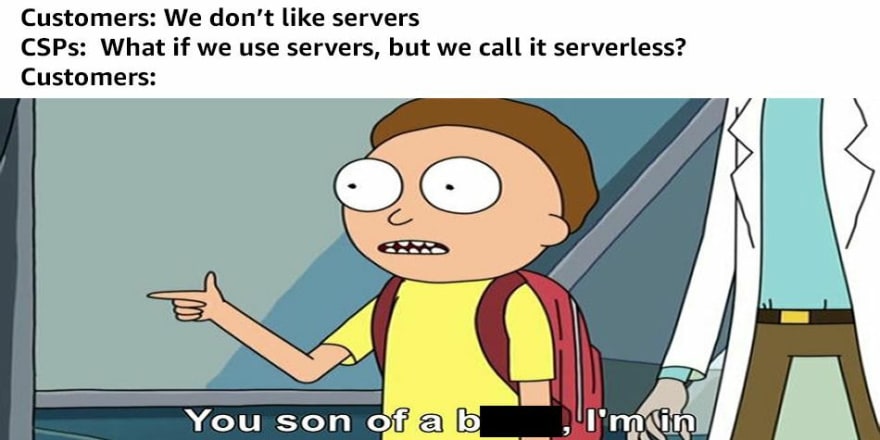 Customers: We don’t like servers
CSPs: What if we use servers, but we call it serverless?
Customers:
You son of a b, I'm in